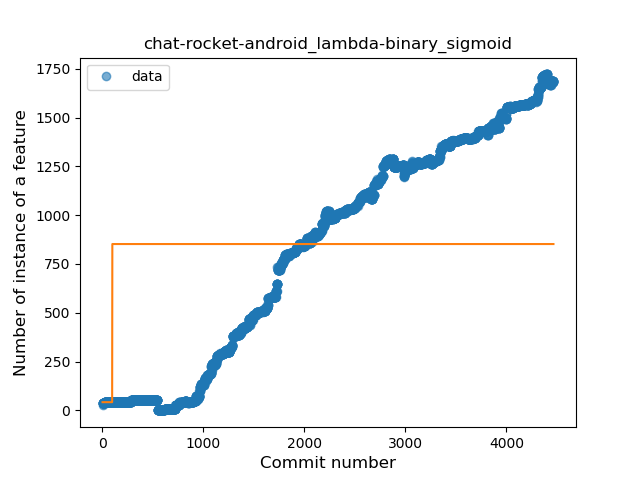 chat-rocket-android_lambda-binary_sigmoid
data
Number of instance of a feature
1750
1500
1250
1000
750
500
250
0
0 1000 2000 3000 4000
Commit number